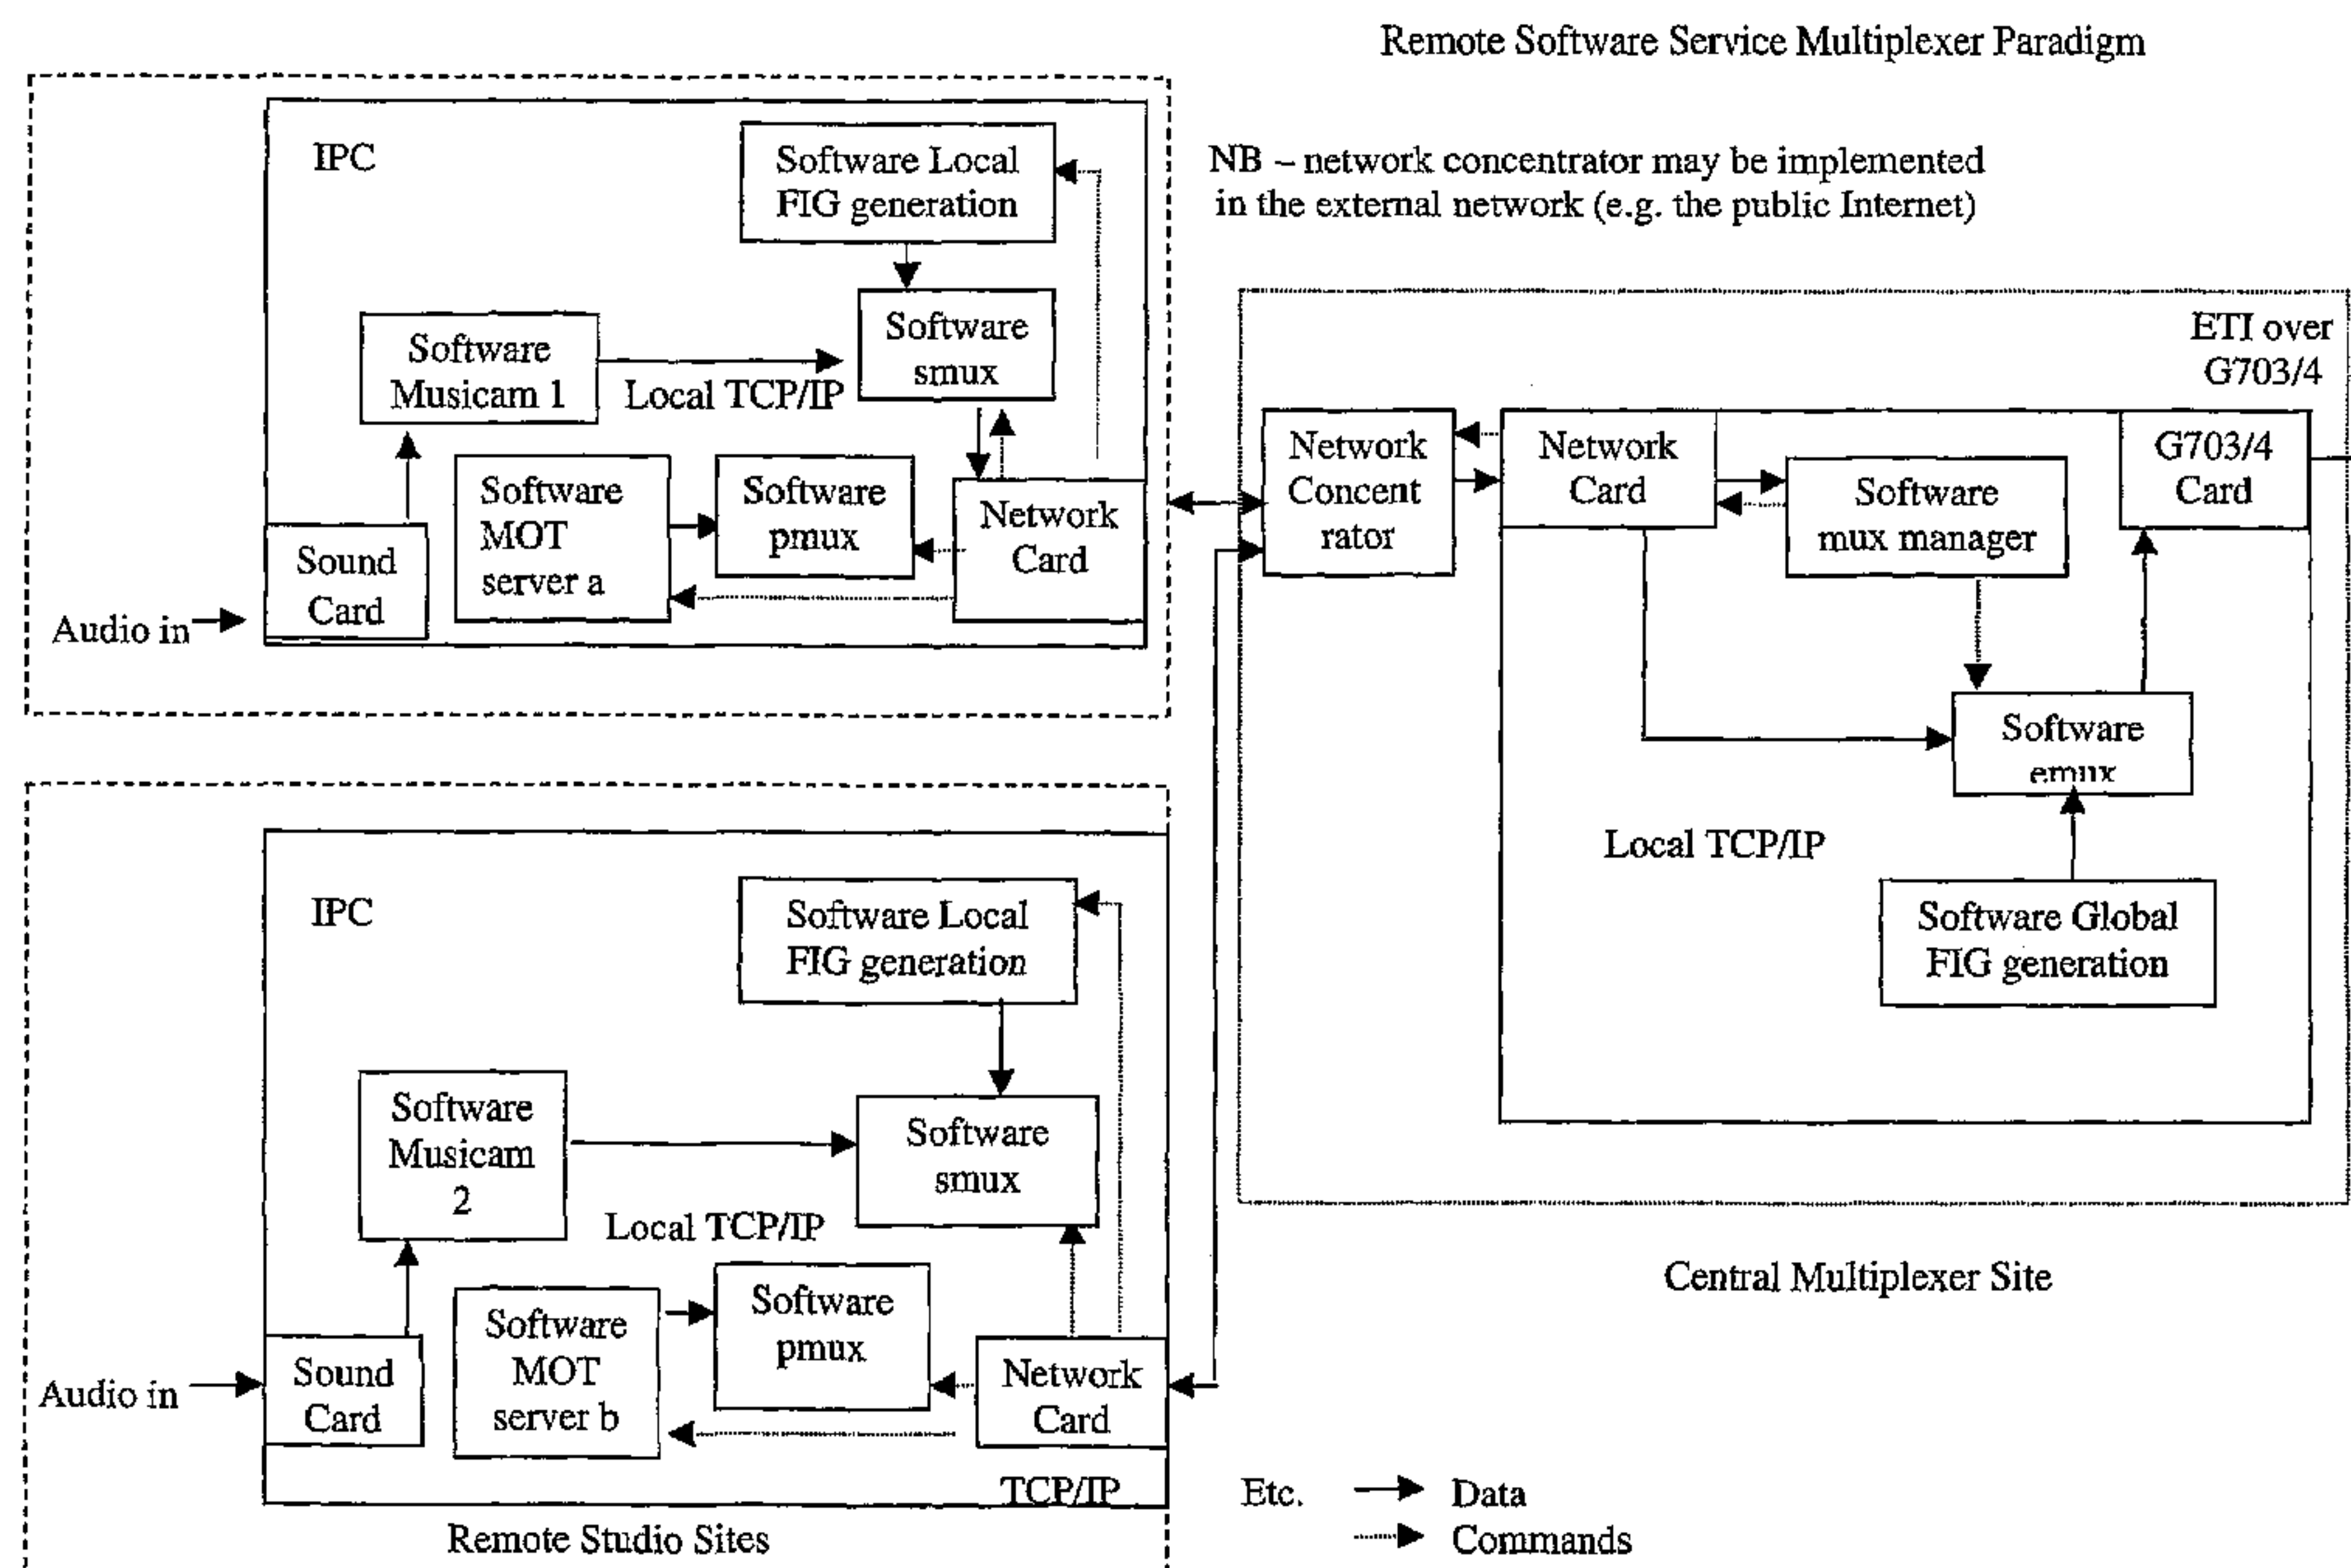 Remote Software Service Multiplexer Paradigm
NB – network concentrator may be implemented
in the external network (e.g. the public Internet)
IPC
Software Local
FIG generation
Software
smux
Software
Musicam 1
Local TCP/IP
Software
MOT
server a
Software
pmux
Network
Card
Sound
Card
Audio in
ETI over
G703/4
Network
Concent
rator
Network
Card
Software
mux manager
G703/4
Card
Software
emux
Local TCP/IP
Software Global
FIG generation
Central Multiplexer Site
IPC
Software Local
FIG generation
Software
Musicam
2
Software
smux
Local TCP/IP
Software
MOT
server b
Software
pmux
Network
Card
Sound
Card
Audio in
TCP/IP
Remote Studio Sites
Etc.
Data
Commands